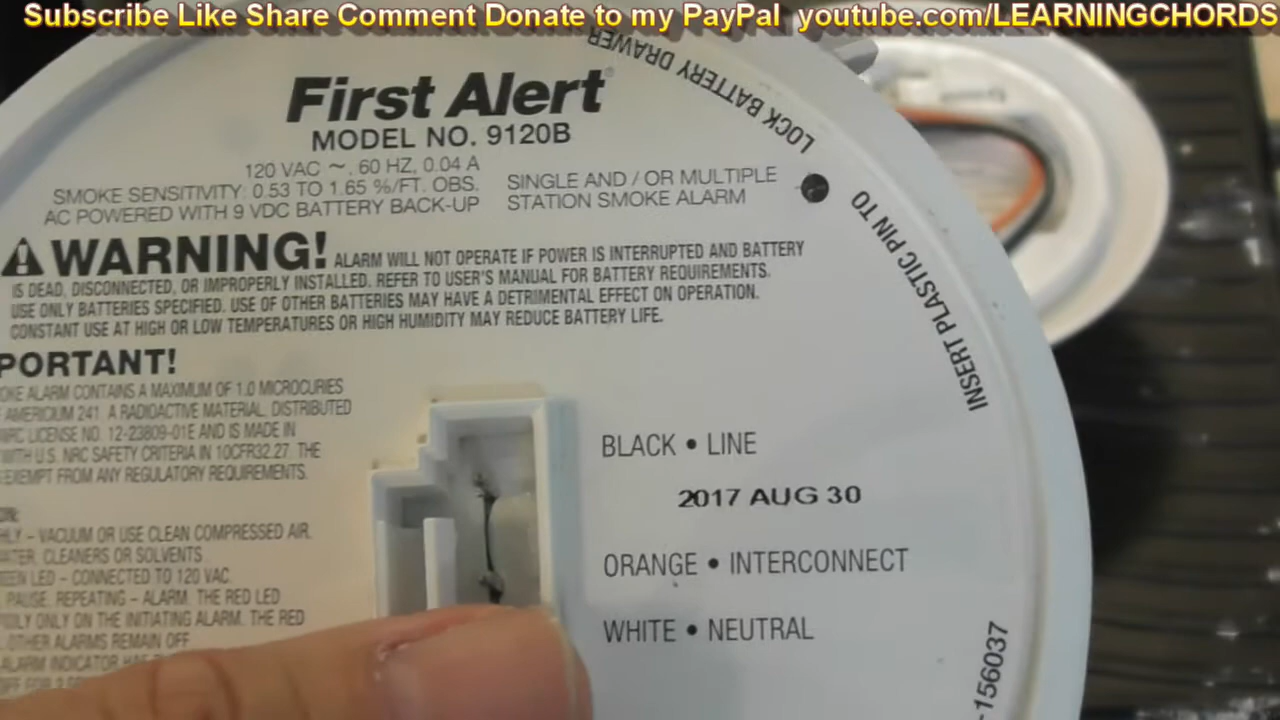 Subscribe Like Share Comment Donate to my PayPal youtube.com/LEARNINGCHORDS
First Alert
MODEL NO. 9120B
120 VAC ~, 60 HZ, 0.04 A
SMOKE SENSITIVITY: 0.53 TO 1.65 %/FT. OBS.
AC POWERED WITH 9 VDC BATTERY BACK-UP
SINGLE AND / OR MULTIPLE
STATION SMOKE ALARM
INSERT PLASTIC PIN TO
LOCK BATTERY DRAWER
WARNING! ALARM WILL NOT OPERATE IF POWER IS INTERRUPTED AND BATTERY
IS DEAD, DISCONNECTED, OR IMPROPERLY INSTALLED. REFER TO USER'S MANUAL FOR BATTERY REQUIREMENTS.
USE ONLY BATTERIES SPECIFIED. USE OF OTHER BATTERIES MAY HAVE A DETRIMENTAL EFFECT ON OPERATION.
CONSTANT USE AT HIGH OR LOW TEMPERATURES OR HIGH HUMIDITY MAY REDUCE BATTERY LIFE.
PORTANT!
OKE ALARM CONTAINS A MAXIMUM OF 1.0 MICROCURIES
AMERICIUM 241, A RADIOACTIVE MATERIAL, DISTRIBUTED
NRC LICENSE NO. 12-23809-01E AND IS MADE IN
WITH U.S. NRC SAFETY CRITERIA IN 10CFR32.27. THE
EXEMPT FROM ANY REGULATORY REQUIREMENTS.
HLY – VACUUM OR USE CLEAN COMPRESSED AIR.
ATER, CLEANERS OR SOLVENTS
EEN LED – CONNECTED TO 120 VAC.
PAUSE, REPEATING – ALARM. THE RED LED
IDLY ONLY ON THE INITIATING ALARM. THE RED
OTHER ALARMS REMAIN OFF
ALARM INDICATOR HAS
OFF FOR
BLACK • LINE
2017 AUG 30
ORANGE • INTERCONNECT
WHITE • NEUTRAL
-156037